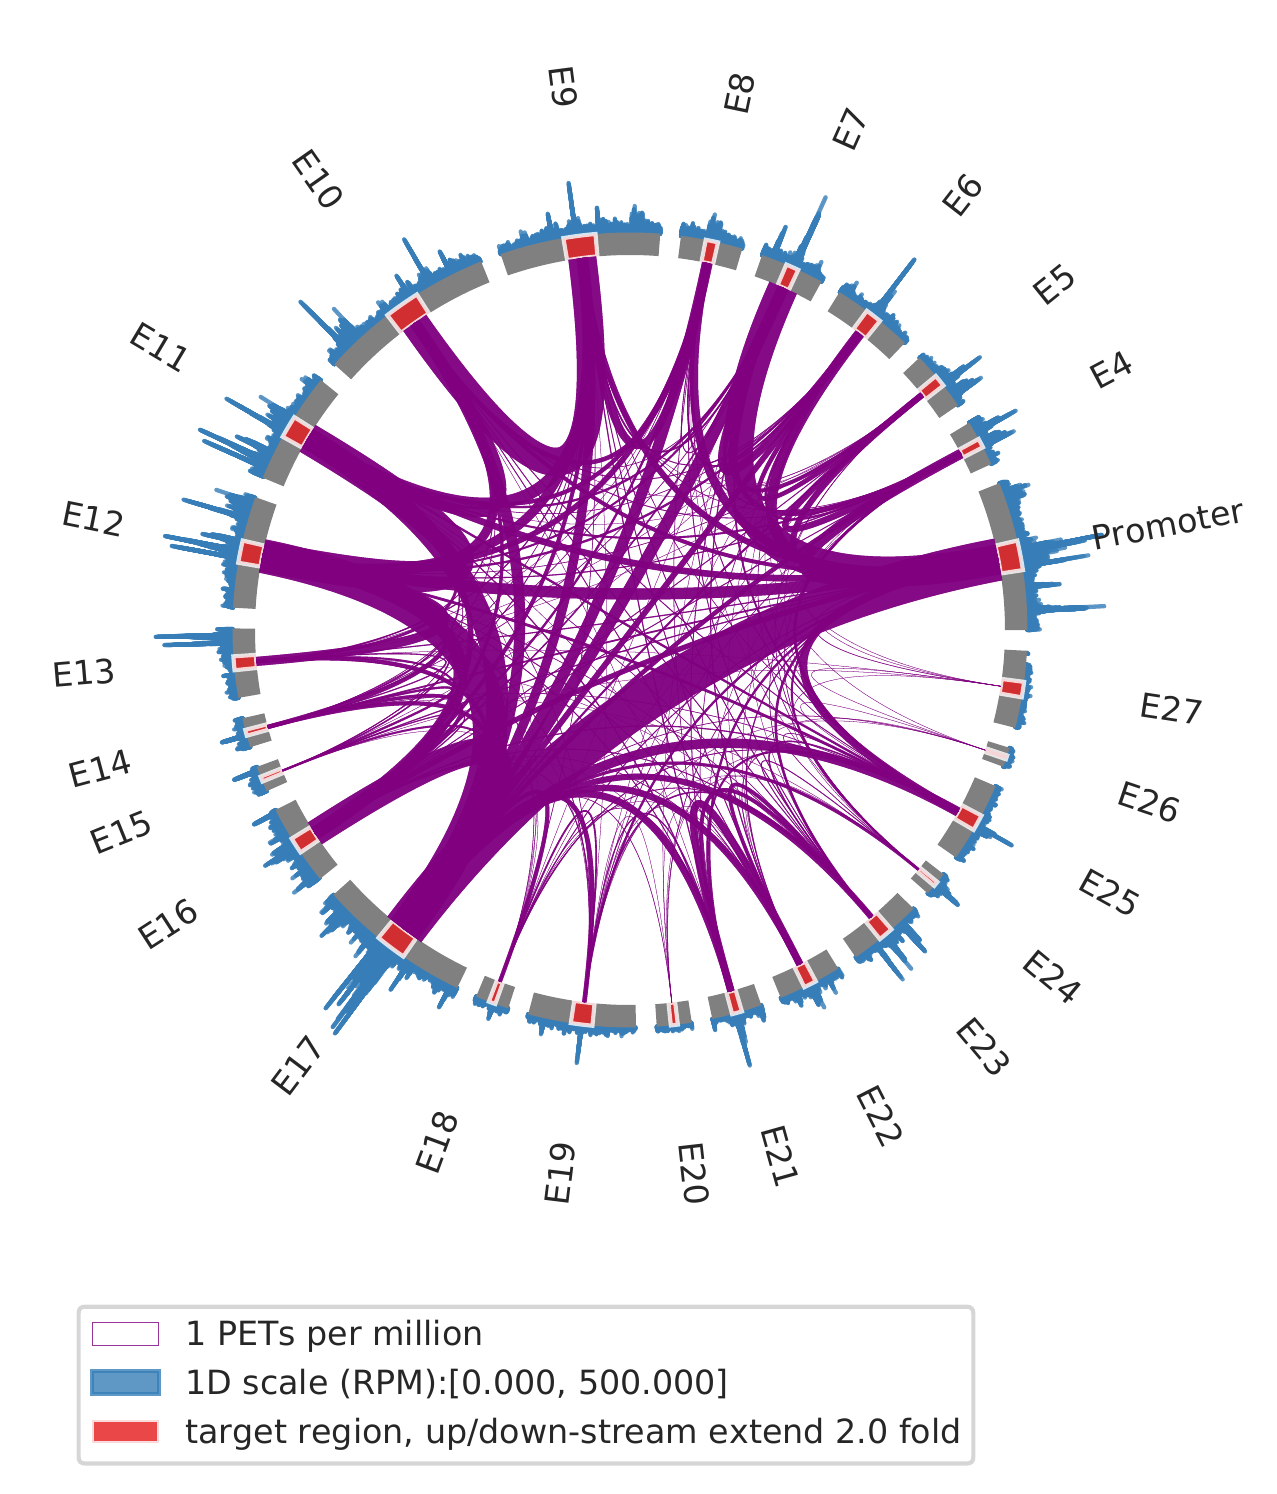 E9
E8
E7
E6
E5
E4
Promoter
E10
E11
E12
E13
E14
E15
E16
E17
E18
E19
E20
E21
E22
E23
E24
E25
E26
E27
1 PETs per million
1D scale (RPM):[0.000, 500.000]
target region, up/down-stream extend 2.0 fold